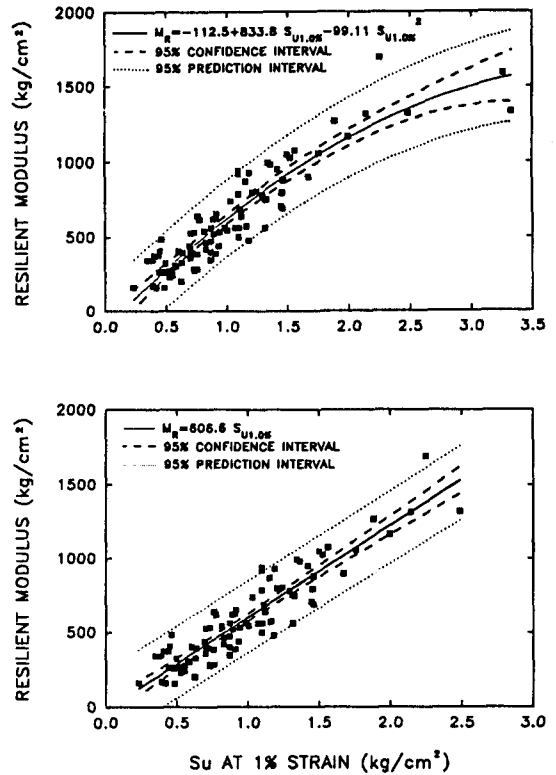 M_R=-112.5+833.8 S_U1.0%-99.11 S_U1.0%²
95% CONFIDENCE INTERVAL
95% PREDICTION INTERVAL
RESILIENT MODULUS (kg/cm²)
2000
1500
1000
500
0
0.0 0.5 1.0 1.5 2.0 2.5 3.0 3.5
M_R=606.6 S_U1.0%
95% CONFIDENCE INTERVAL
95% PREDICTION INTERVAL
RESILIENT MODULUS (kg/cm²)
2000
1500
1000
500
0
0.0 0.5 1.0 1.5 2.0 2.5 3.0
Su AT 1% STRAIN (kg/cm²)